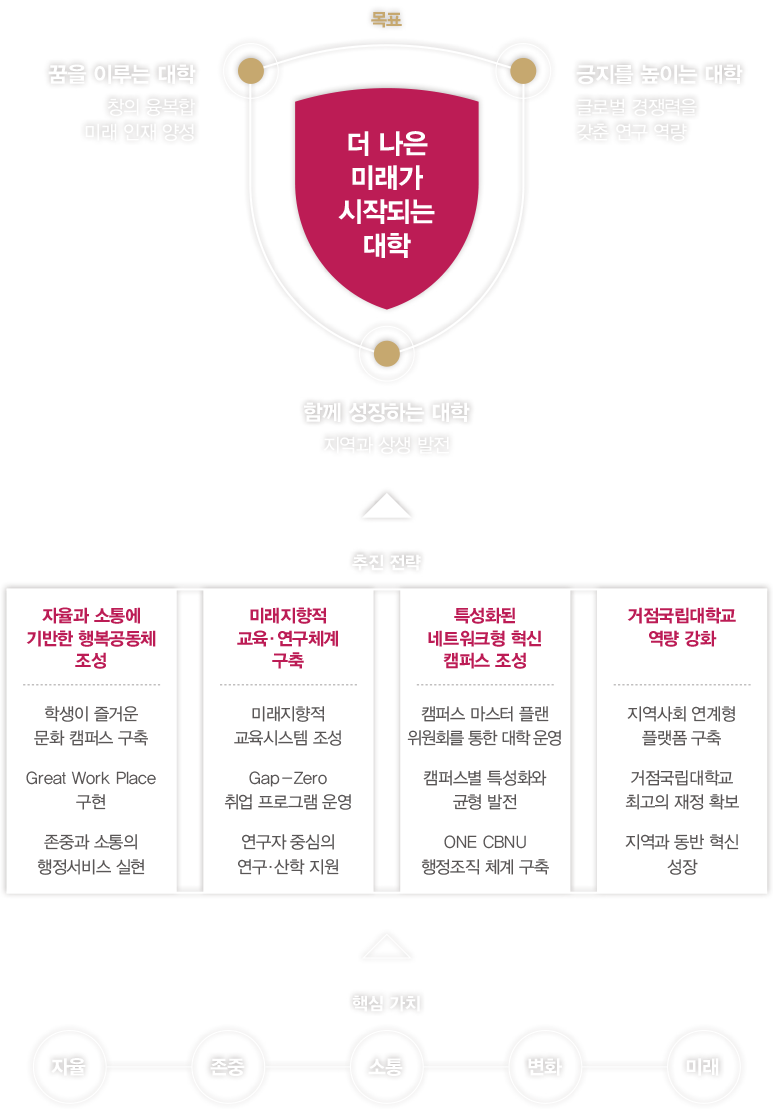 목표
꿈을 이루는 대학
창의 융복합
미래 인재 양성
긍지를 높이는 대학
글로벌 경쟁력을
갖춘 연구 역량
더 나은
미래가
시작되는
대학
함께 성장하는 대학
지역과 상생 발전
추진 전략
자율과 소통에
기반한 행복공동체
조성
학생이 즐거운
문화 캠퍼스 구축
Great Work Place
구현
존중과 소통의
행정서비스 실현
미래지향적
교육·연구체계
구축
미래지향적
교육시스템 조성
Gap-Zero
취업 프로그램 운영
연구자 중심의
연구·산학 지원
특성화된
네트워크형 혁신
캠퍼스 조성
캠퍼스 마스터 플랜
위원회를 통한 대학 운영
캠퍼스별 특성화와
균형 발전
ONE CBNU
행정조직 체계 구축
거점국립대학교
역량 강화
지역사회 연계형
플랫폼 구축
거점국립대학교
최고의 재정 확보
지역과 동반 혁신
성장
핵심 가치
자율
존중
소통
변화
미래